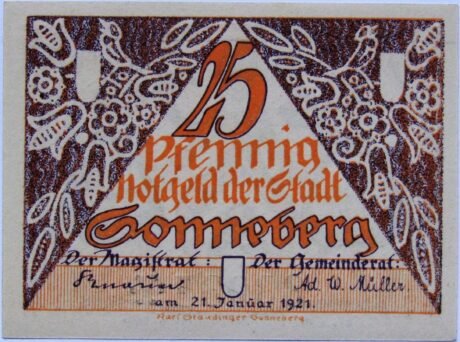 25
Pfennig
Notgeld der Stadt
Sonneberg
Der Magistrat: Der Gemeinderat:
Knauer Ad. W. Müller
am 21. Januar 1921.
Karl Staudinger Sonneberg